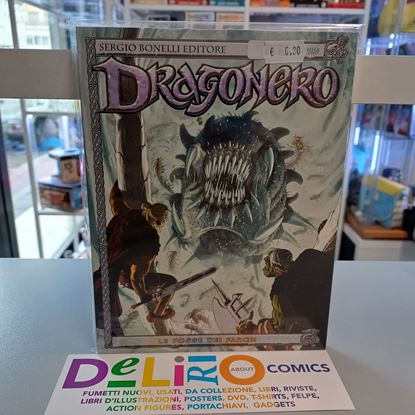 SERGIO BONELLI EDITORE
DRAGONERO
LE FOSSE DEI FARCH
DeLiRiO ABOUT COMICS
FUMETTI NUOVI, USATI, DA COLLEZIONE, LIBRI, RIVISTE,
LIBRI D'ILLUSTRAZIONI, POSTERS, DVD, T-SHIRTS, FELPE,
ACTION FIGURES, PORTACHIAVI, GADGETS